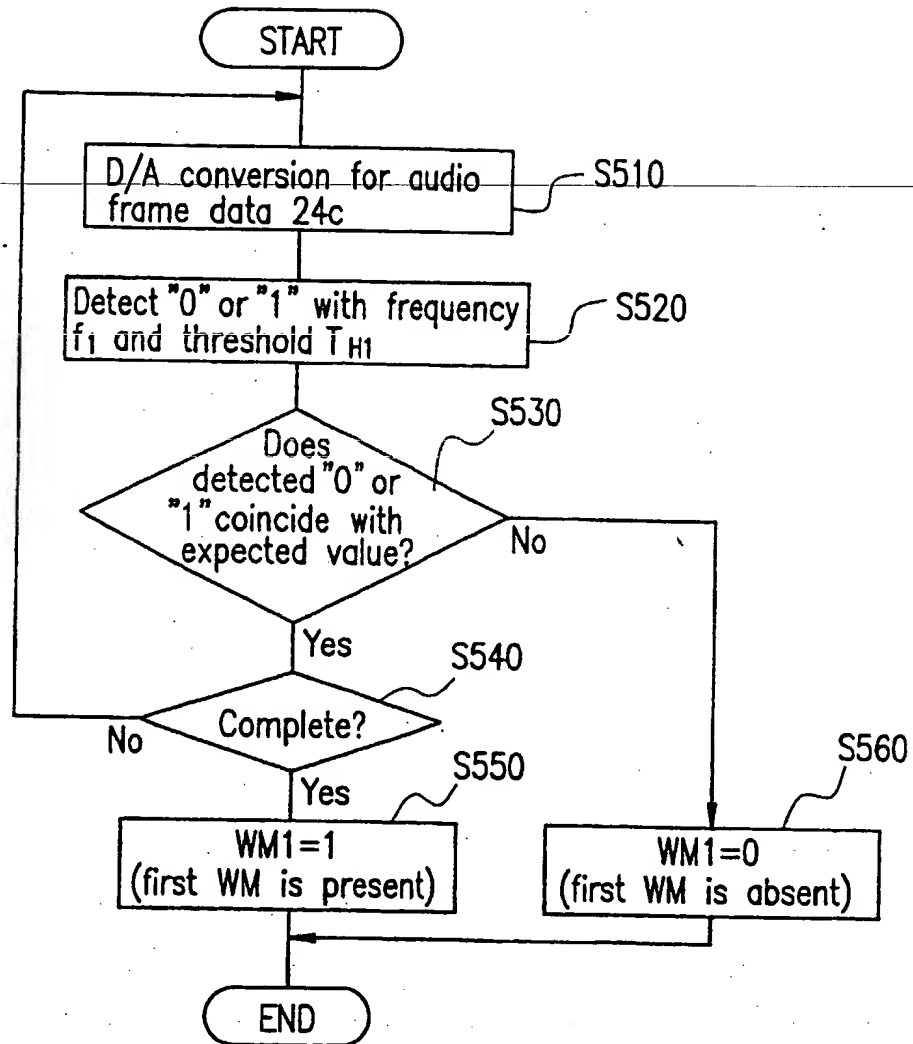 START
D/A conversion for audio
frame data 24c
S510
Detect "0" or "1" with frequency
f1 and threshold TH1
S520
S530
Does
detected "0" or
"1" coincide with
expected value?
No
Yes
S540
Complete?
No
Yes
S550
WM1=1
(first WM is present)
S560
WM1=0
(first WM is absent)
END